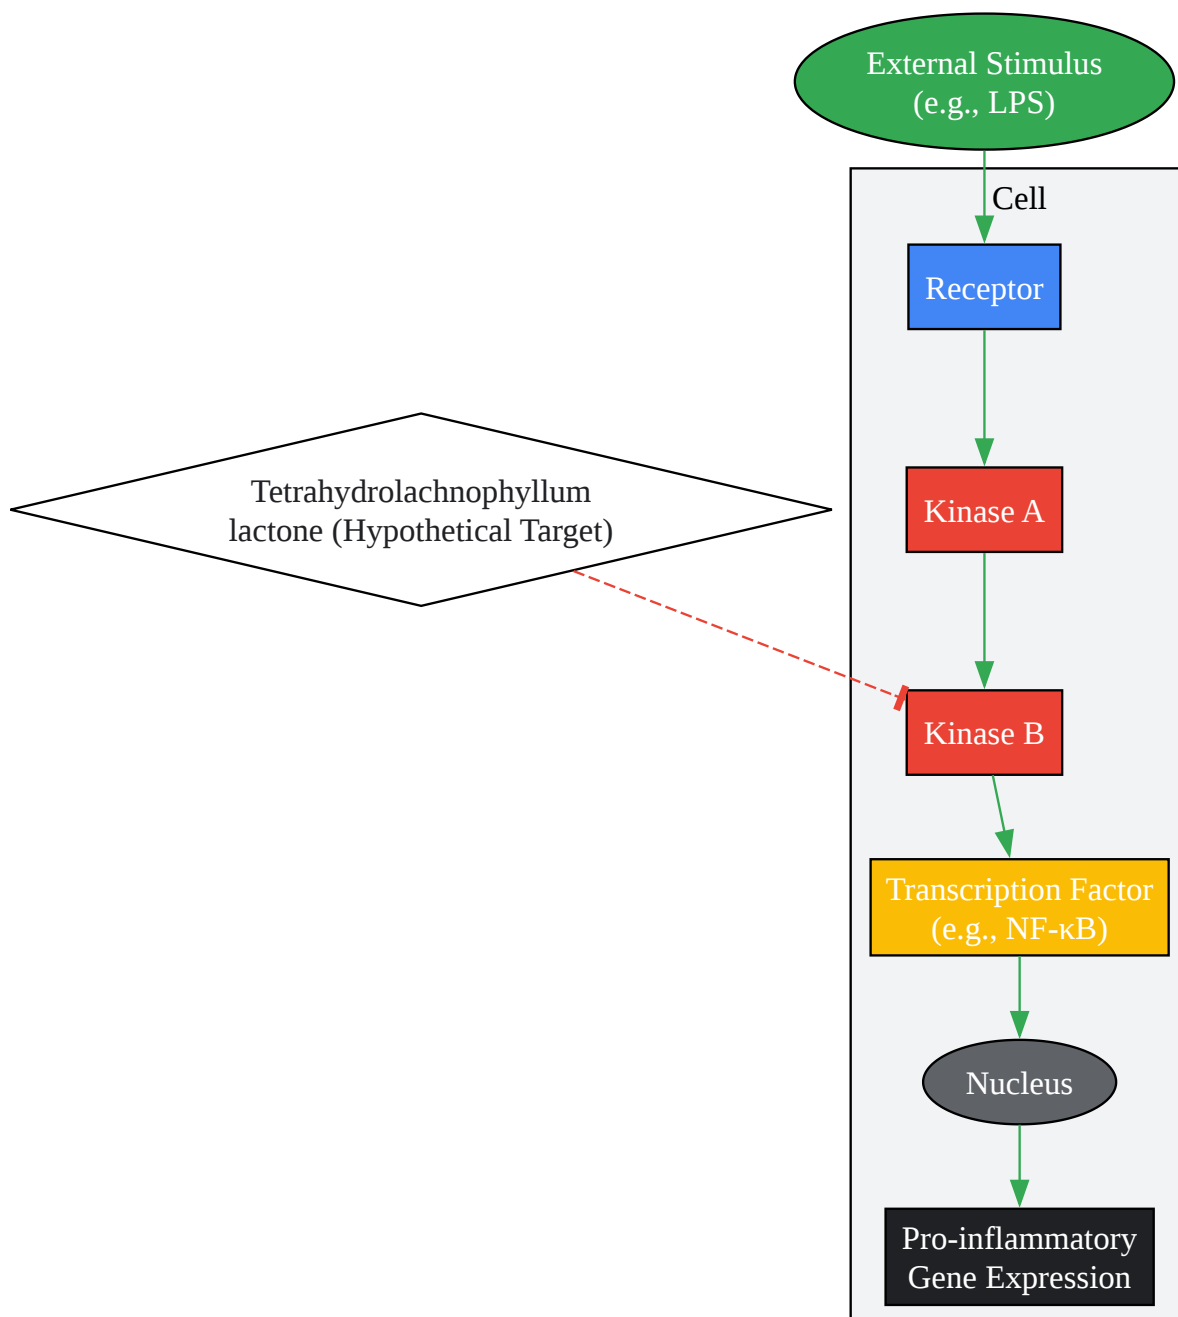 External Stimulus
(e.g., LPS)
Cell
Receptor
Kinase A
Tetrahydrolachnophyllum
lactone (Hypothetical Target)
Kinase B
Transcription Factor
(e.g., NF-κB)
Nucleus
Pro-inflammatory
Gene Expression